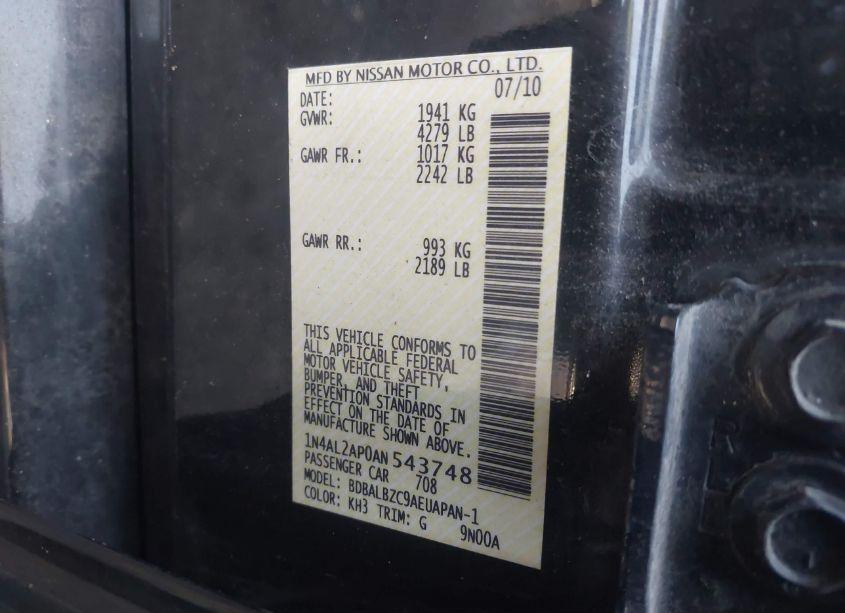 MFD BY NISSAN MOTOR CO., LTD.
DATE: 07/10
GVWR: 1941 KG
4279 LB
GAWR FR.: 1017 KG
2242 LB
GAWR RR.: 993 KG
2189 LB
THIS VEHICLE CONFORMS TO
ALL APPLICABLE FEDERAL
MOTOR VEHICLE SAFETY,
BUMPER, AND THEFT
PREVENTION STANDARDS IN
EFFECT ON THE DATE OF
MANUFACTURE SHOWN ABOVE.
1N4AL2AP0AN 543748
PASSENGER CAR 708
MODEL: BDBALBZC9AEUAPAN-1
COLOR: KH3 TRIM: G 9N00A